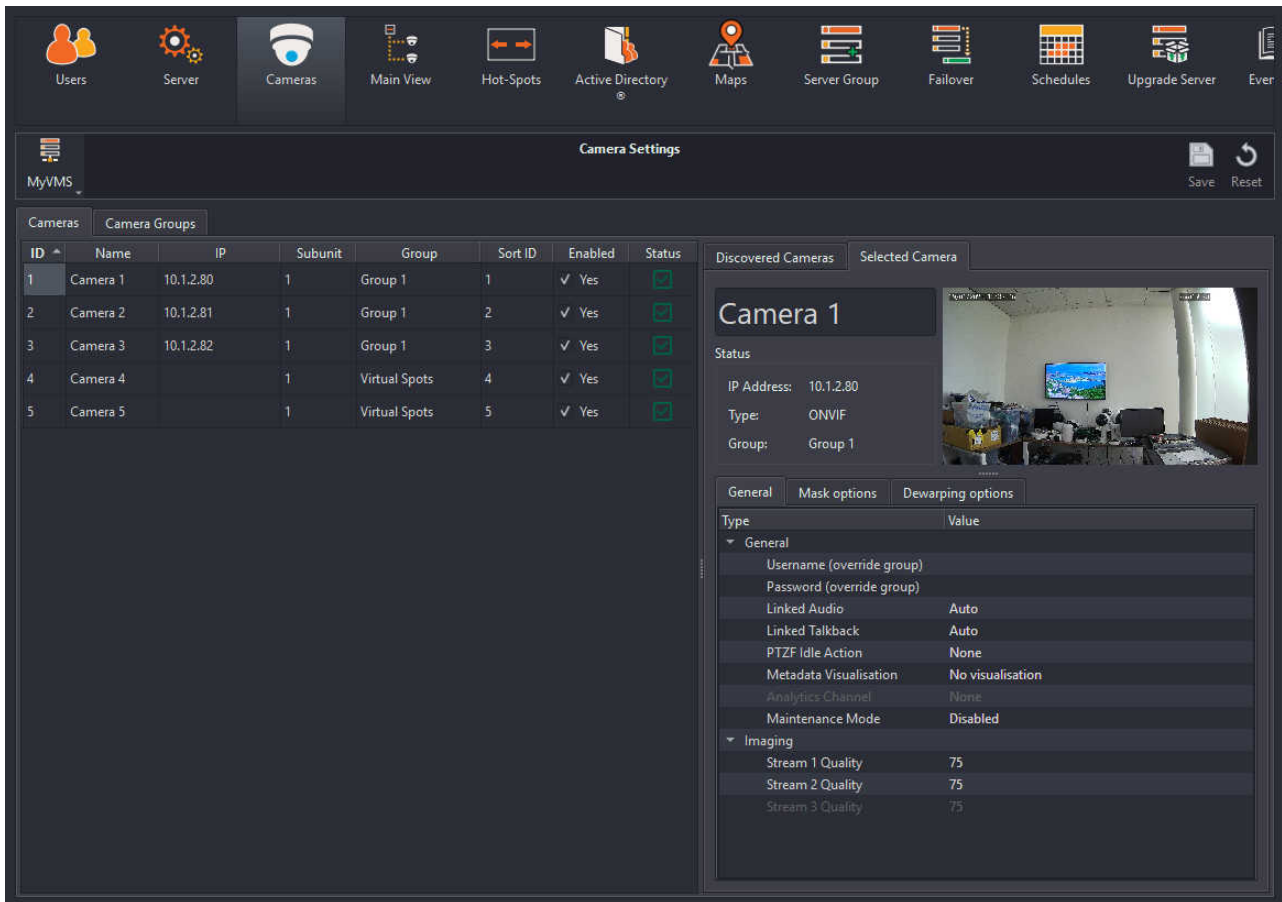 Users Server Cameras Main View Hot-Spots Active Directory Maps Server Group Failover Schedules Upgrade Server Even
®
Camera Settings
MyVMS Save Reset
Cameras Camera Groups
ID Name IP Subunit Group Sort ID Enabled Status
1 Camera 1 10.1.2.80 1 Group 1 1 ✓ Yes
2 Camera 2 10.1.2.81 1 Group 1 2 ✓ Yes
3 Camera 3 10.1.2.82 1 Group 1 3 ✓ Yes
4 Camera 4 1 Virtual Spots 4 ✓ Yes
5 Camera 5 1 Virtual Spots 5 ✓ Yes
Discovered Cameras Selected Camera
Camera 1
Status
IP Address: 10.1.2.80
Type: ONVIF
Group: Group 1
General Mask options Dewarping options
Type Value
General
Username (override group)
Password (override group)
Linked Audio Auto
Linked Talkback Auto
PTZF Idle Action None
Metadata Visualisation No visualisation
Analytics Channel None
Maintenance Mode Disabled
Imaging
Stream 1 Quality 75
Stream 2 Quality 75
Stream 3 Quality 75